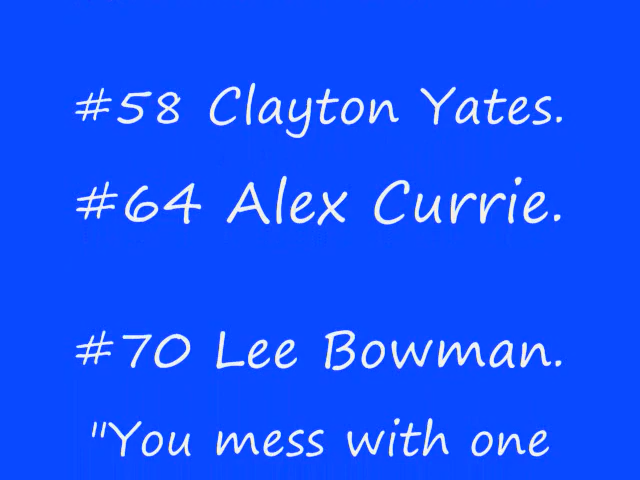 #58 Clayton Yates.
#64 Alex Currie.
#70 Lee Bowman.
"You mess with one